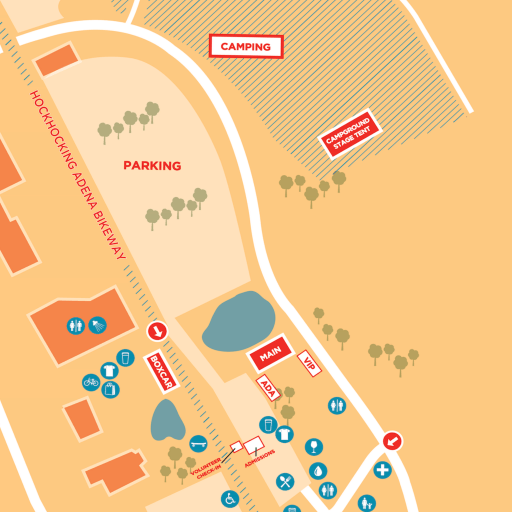 CAMPING
CAMPGROUND
STAGE TENT
HOCKHOCKING ADENA BIKEWAY
PARKING
MAIN
VIP
BOXCAR
ADA
VOLUNTEER
CHECK-IN
ADMISSIONS